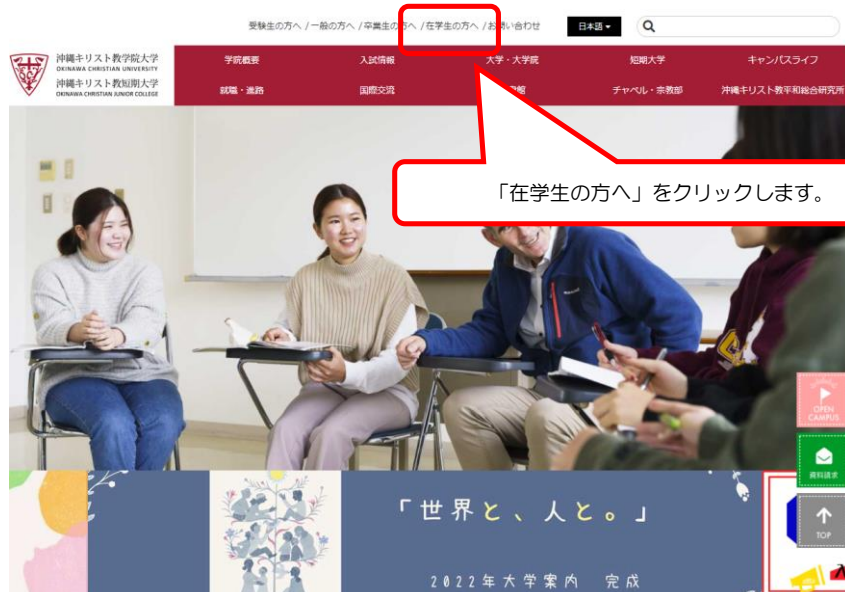 受験生の方へ /一般の方へ /卒業生の方へ /在学生の方へ /お問い合わせ 日本語
沖縄キリスト教学院大学
OKINAWA CHRISTIAN UNIVERSITY
沖縄キリスト教短期大学
OKINAWA CHRISTIAN JUNIOR COLLEGE
学院概要 入試情報 大学・大学院 短期大学 キャンパスライフ
就職・進路 国際交流 館 チャペル・宗教部 沖縄キリスト教平和総合研究所
「在学生の方へ」をクリックします。
OPEN
CAMPUS
資料請求
TOP
「世界と、人と。」
2022年大学案内 完成